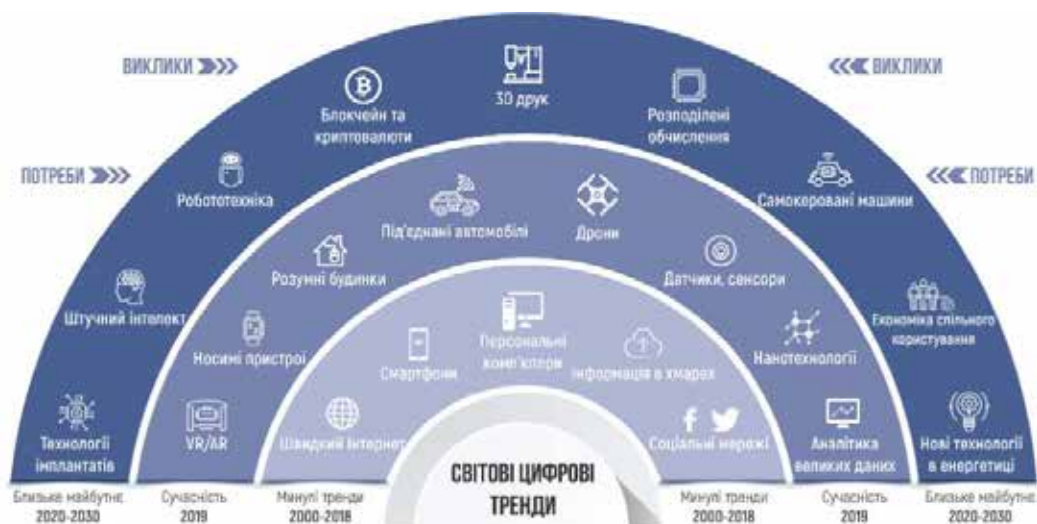 ВИКЛИКИ
ВИКЛИКИ
ПОТРЕБИ
ПОТРЕБИ
Технології
імплантатів
Штучний інтелект
Робототехніка
Блокчейн та
криптовалюти
3D друк
Розподілені
обчислення
Самокеровані машини
Економіка спільного
користування
Нові технології
в енергетиці
VR/AR
Носимі пристрої
Розумні будинки
Під'єднані автомобілі
Дрони
Датчики, сенсори
Нанотехнології
Аналітика
великих даних
Швидкий Інтернет
Смартфони
Персональні
комп'ютери
Інформація в хмарах
Соціальні мережі
СВІТОВІ ЦИФРОВІ
ТРЕНДИ
Близьке майбутнє
2020-2030
Сучасність
2019
Минулі тренди
2000-2018
Минулі тренди
2000-2018
Сучасність
2019
Близьке майбутнє
2020-2030